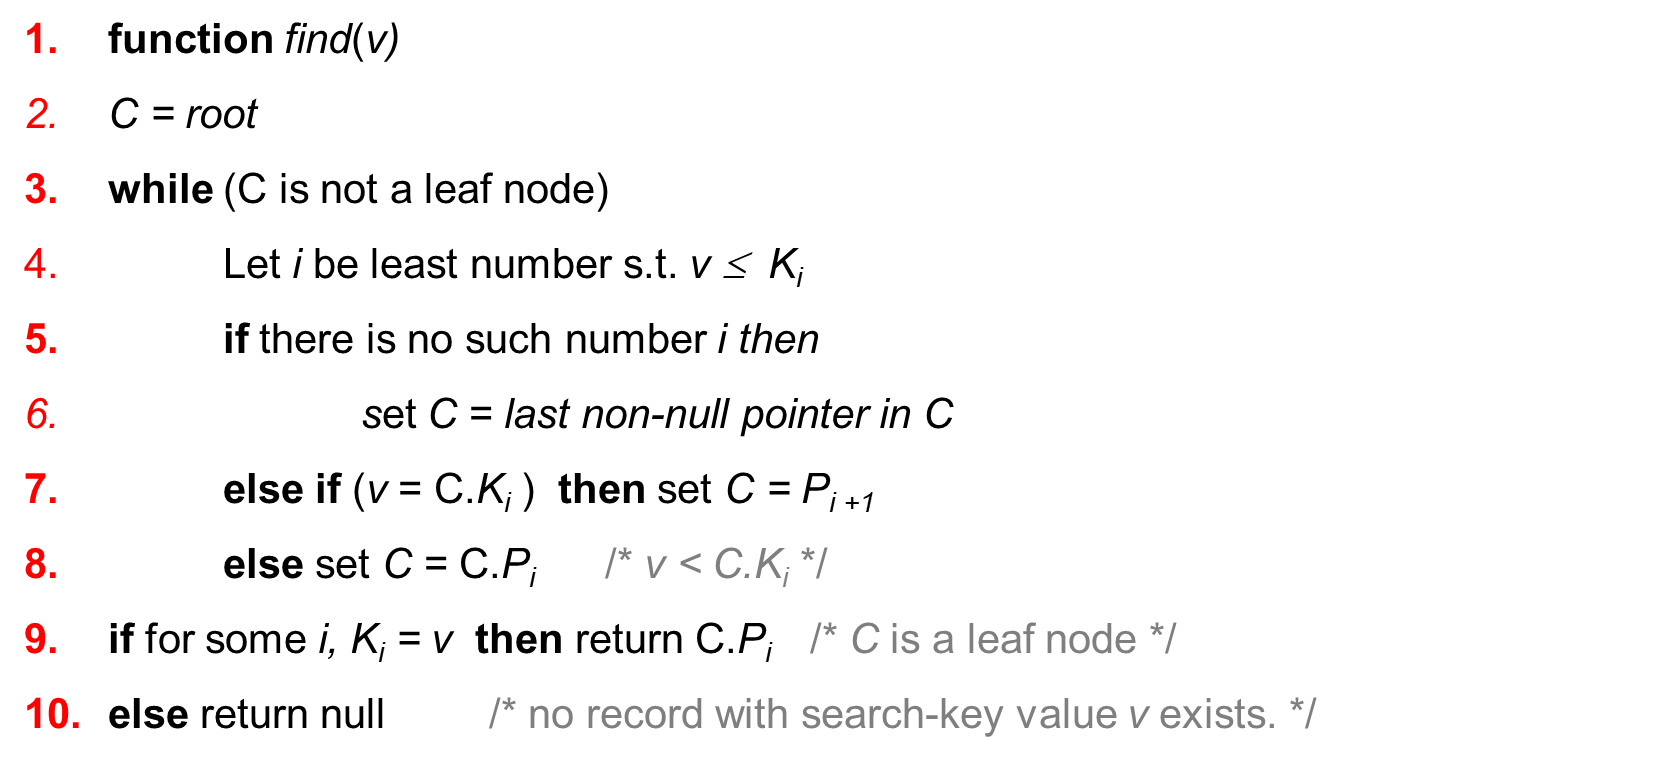 1. function find(v)
2. C = root
3. while (C is not a leaf node)
4. Let i be least number s.t. v ≤ Ki
5. if there is no such number i then
6. set C = last non-null pointer in C
7. else if (v = C.Ki ) then set C = Pi +1
8. else set C = C.Pi /* v < C.Ki */
9. if for some i, Ki = v then return C.Pi /* C is a leaf node */
10. else return null /* no record with search-key value v exists. */